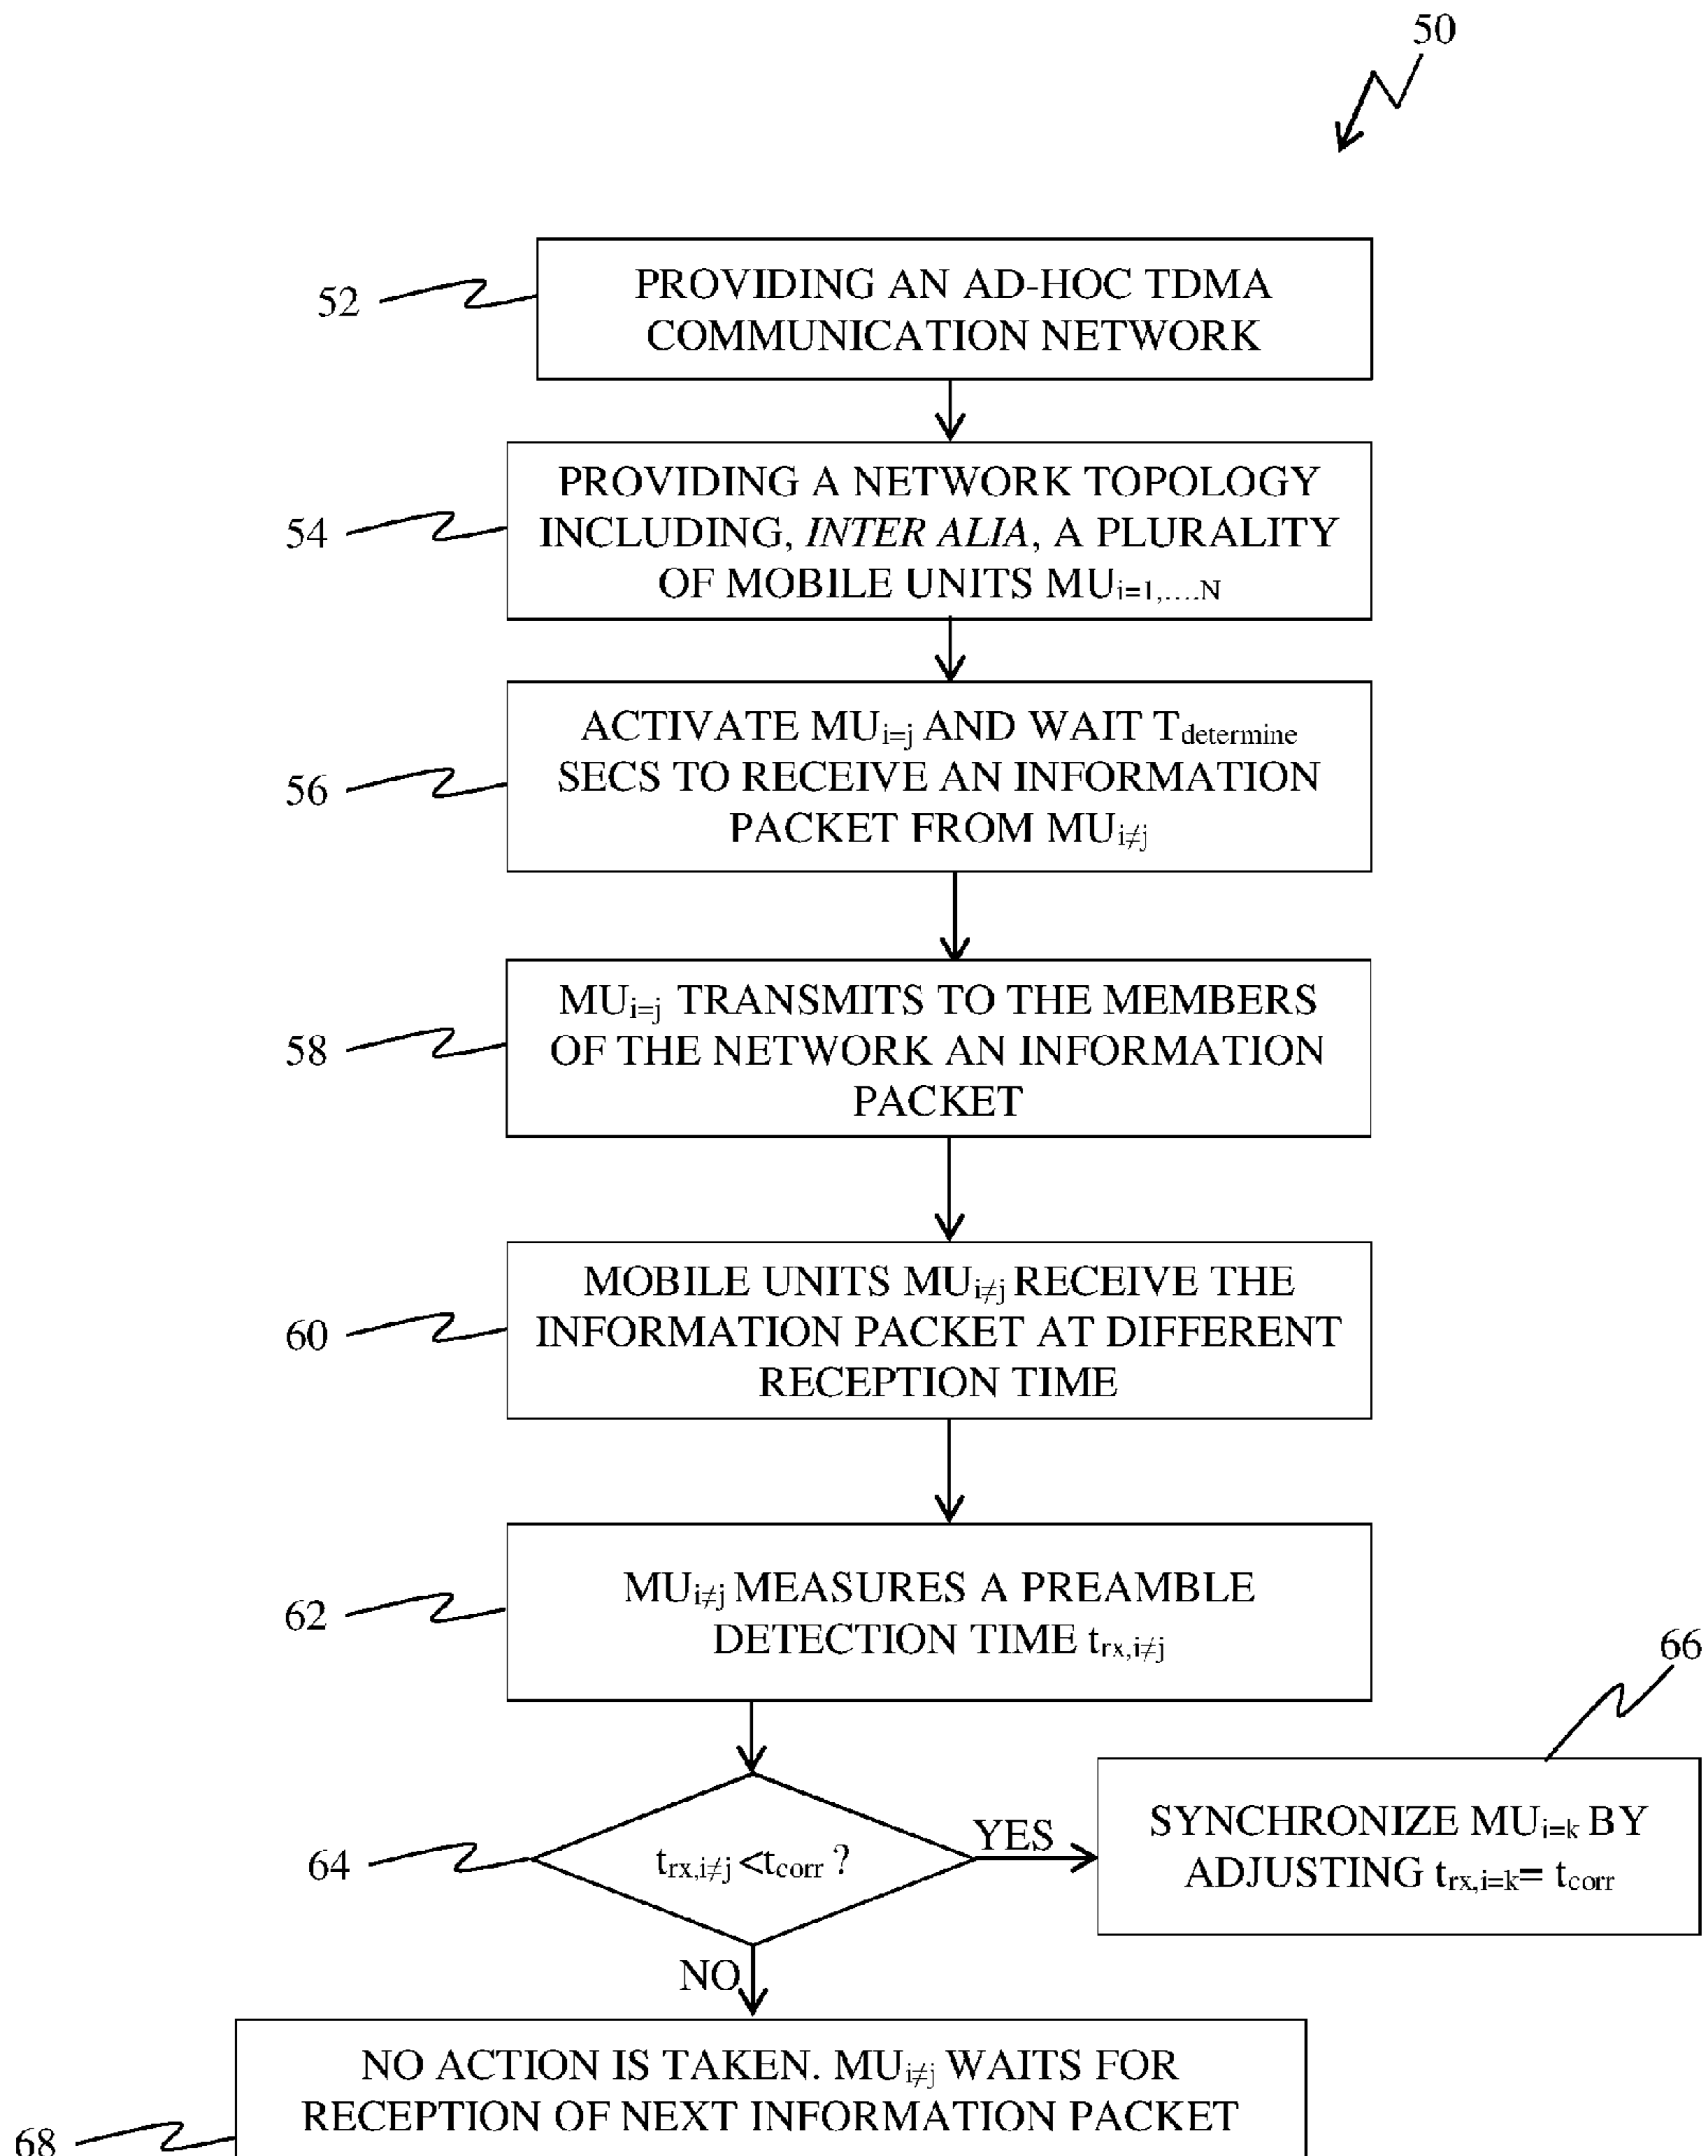 50
52
PROVIDING AN AD-HOC TDMA
COMMUNICATION NETWORK
54
PROVIDING A NETWORK TOPOLOGY
INCLUDING, INTER ALIA, A PLURALITY
OF MOBILE UNITS MUi=1,....N
56
ACTIVATE MUi=j AND WAIT Tdetermine
SECS TO RECEIVE AN INFORMATION
PACKET FROM MUi≠j
58
MUi=j TRANSMITS TO THE MEMBERS
OF THE NETWORK AN INFORMATION
PACKET
60
MOBILE UNITS MUi≠j RECEIVE THE
INFORMATION PACKET AT DIFFERENT
RECEPTION TIME
62
MUi≠j MEASURES A PREAMBLE
DETECTION TIME trx,i≠j
66
64
trx,i≠j <tcorr ?
YES
SYNCHRONIZE MUi=k BY
ADJUSTING trx,i=k= tcorr
NO
NO ACTION IS TAKEN. MUi≠j WAITS FOR
RECEPTION OF NEXT INFORMATION PACKET
68